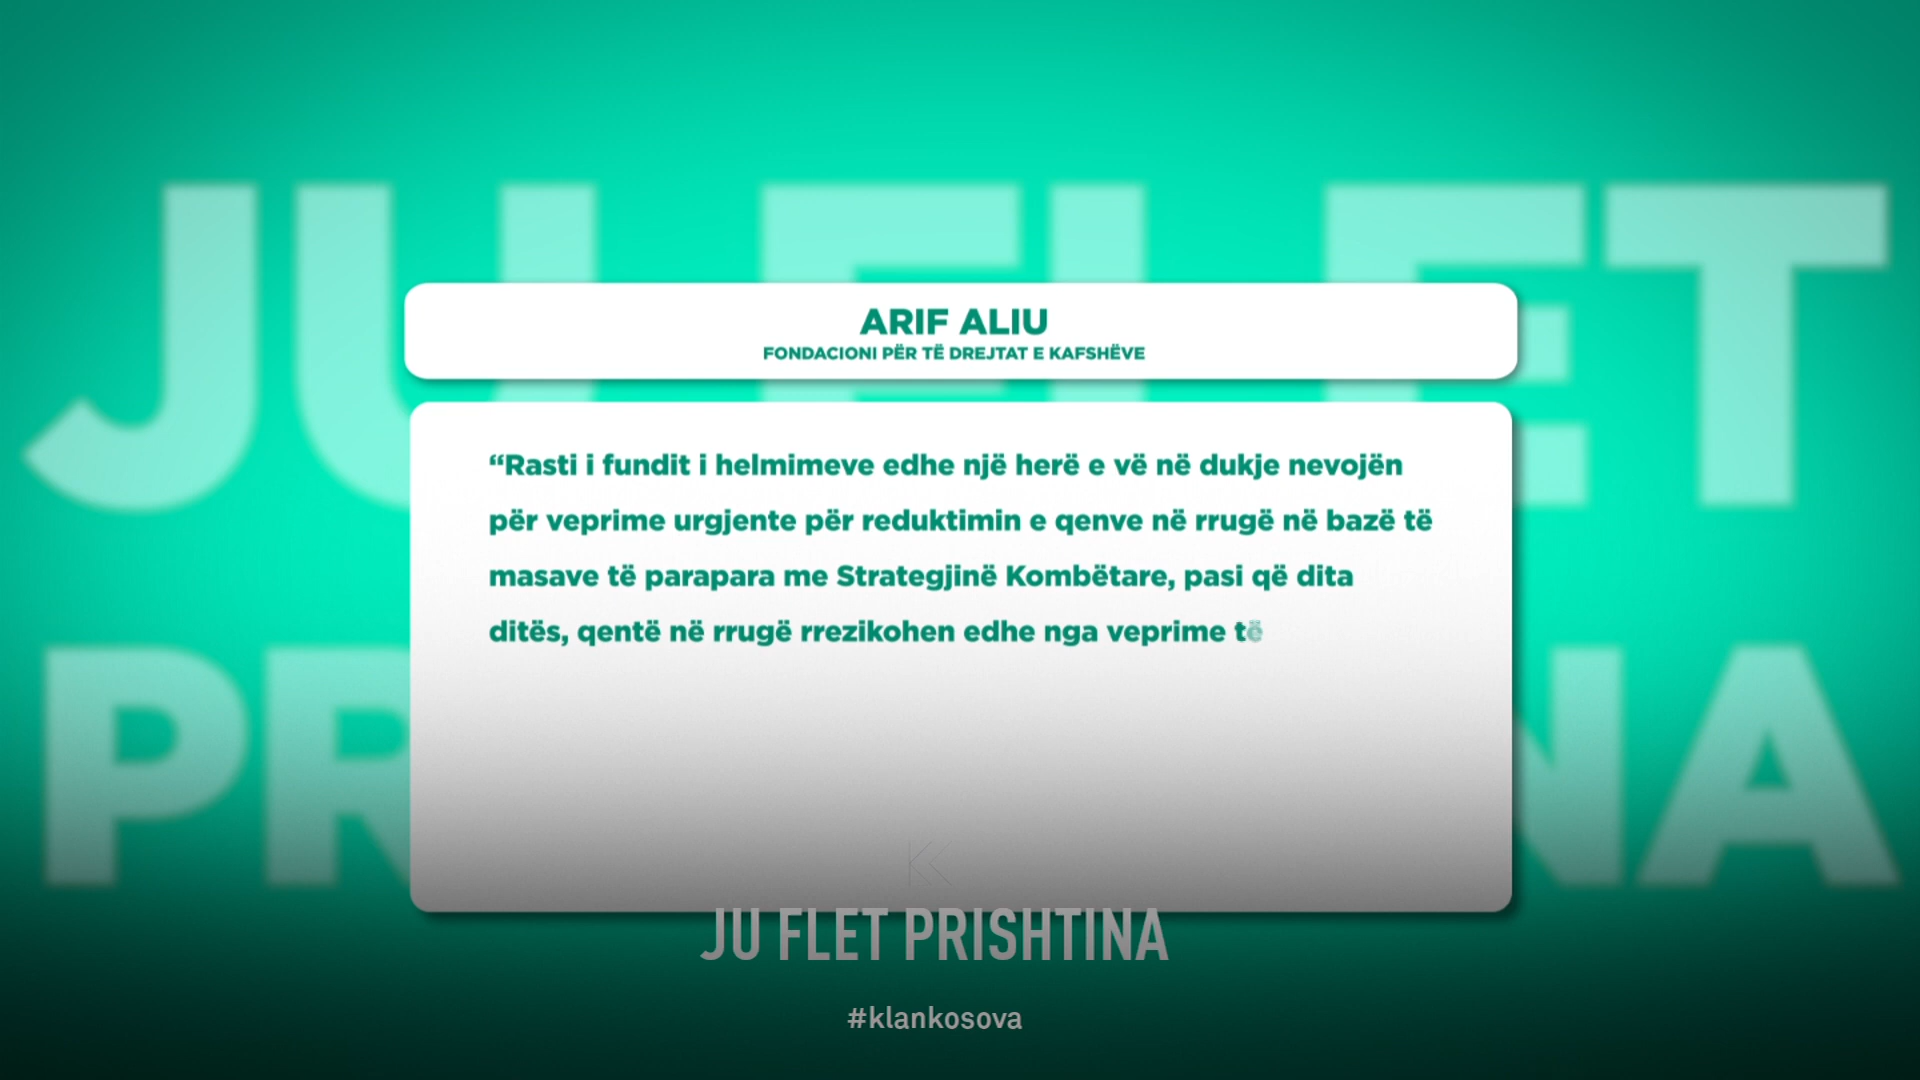 JU FLET
ARIF ALIU
FONDACIONI PËR TË DREJTAT E KAFSHËVE
“Rasti i fundit i helmimeve edhe një herë e vë në dukje nevojën
për veprime urgjente për reduktimin e qenve në rrugë në bazë të
masave të parapara me Strategjinë Kombëtare, pasi që dita
ditës, qentë në rrugë rrezikohen edhe nga veprime të
JU FLET PRISHTINA
#klankosova